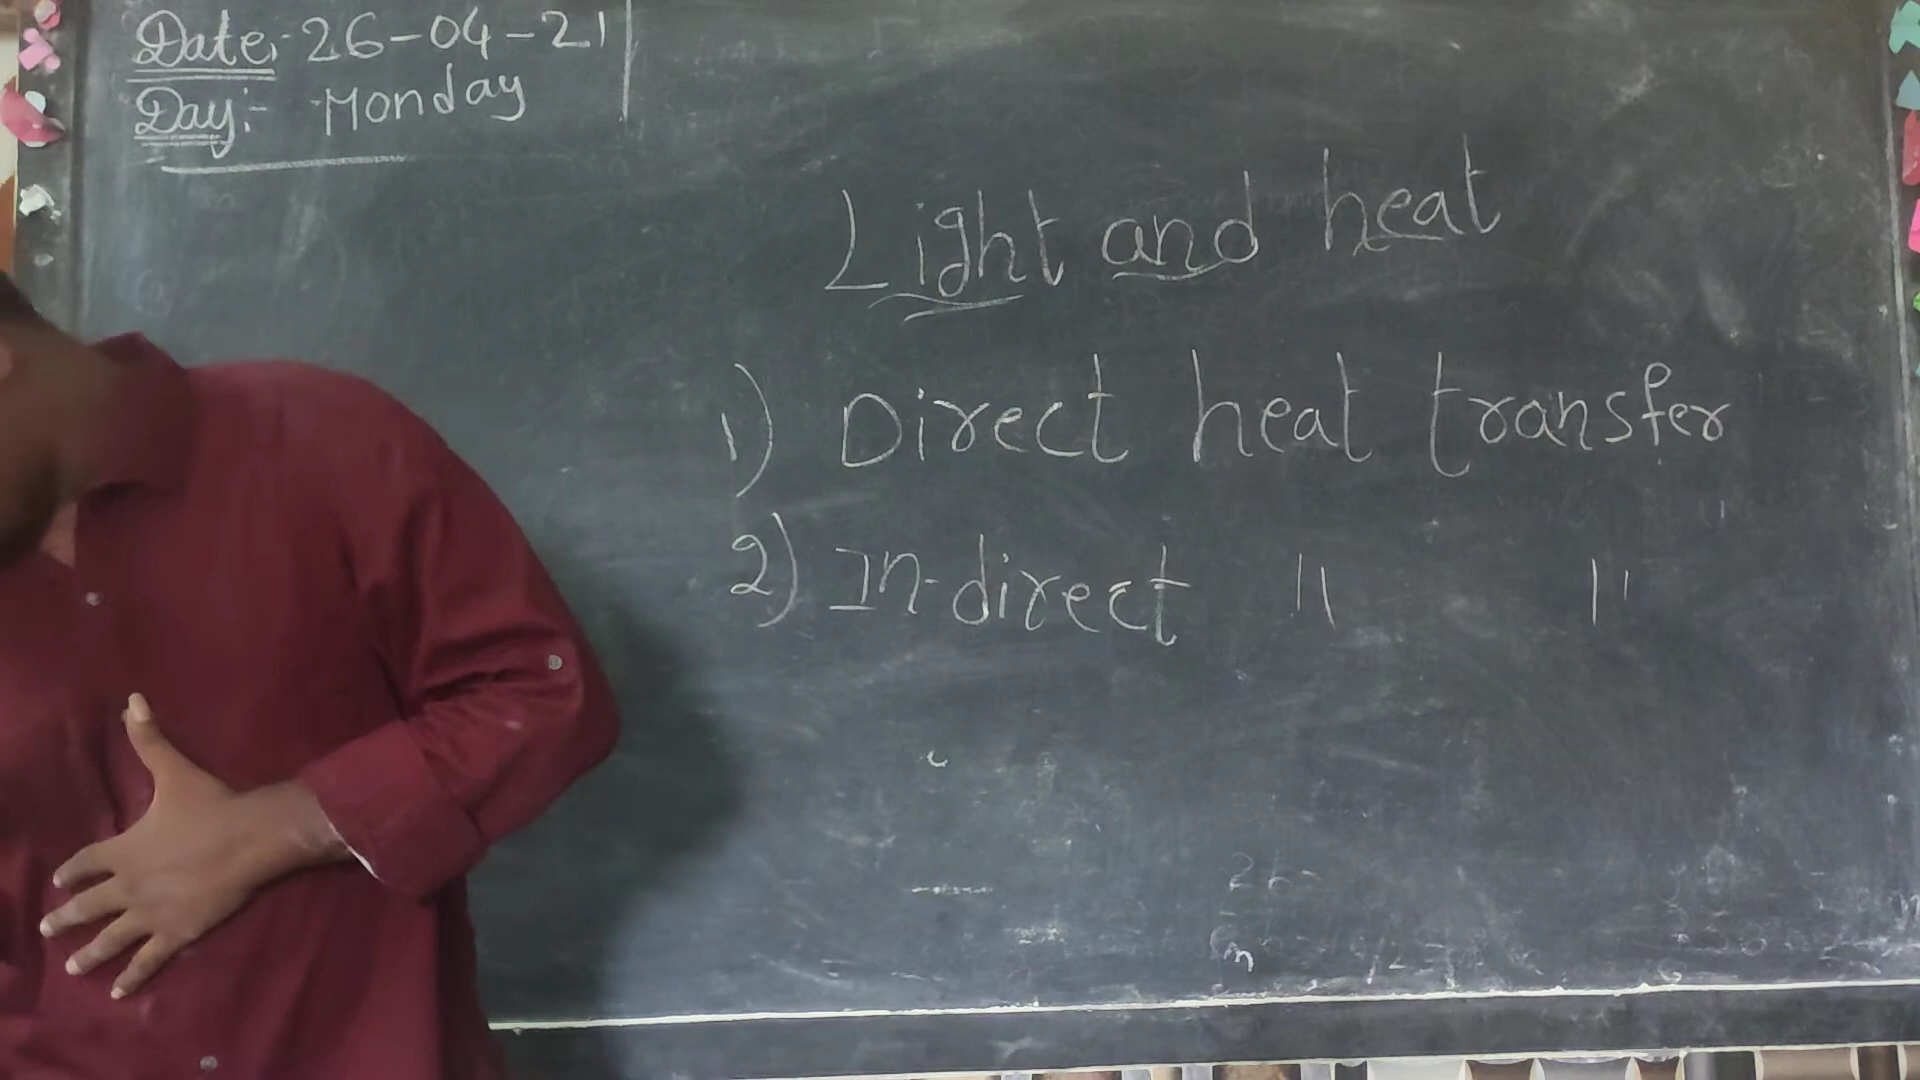 Date:- 26-04-21
Day:- Monday
Light and heat
1) Direct heat transfer
2) In-direct " "